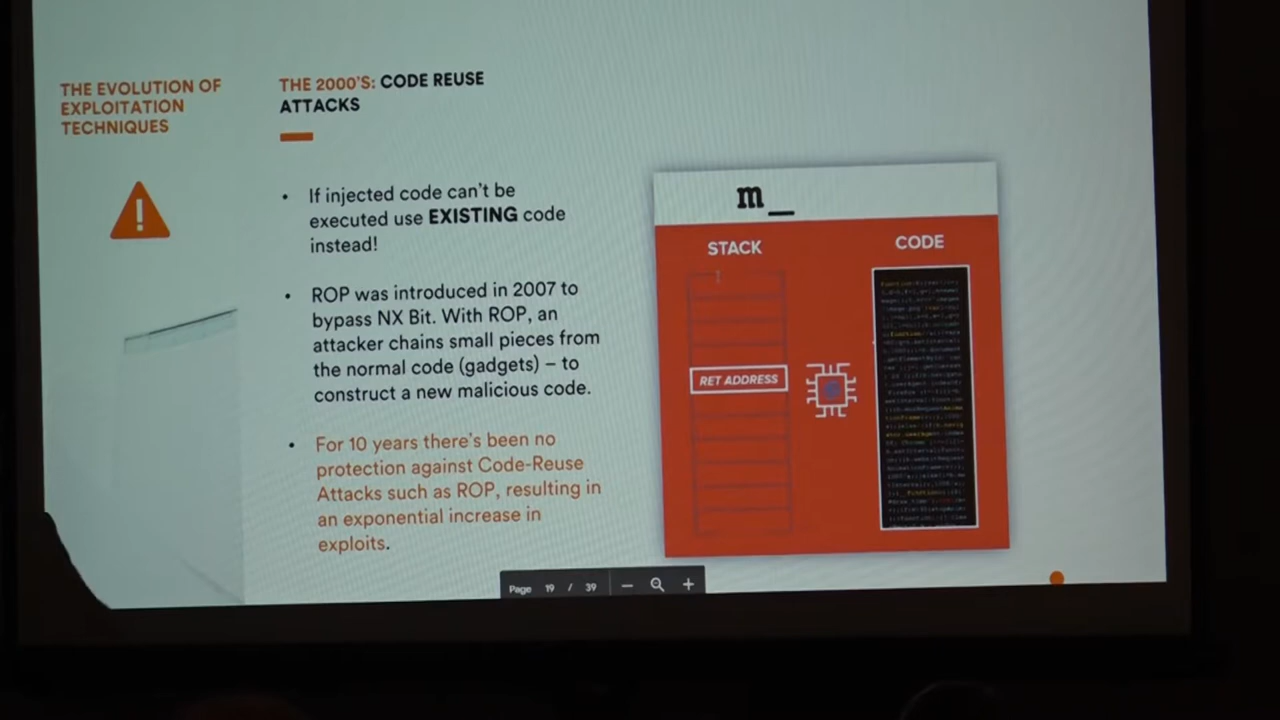 THE EVOLUTION OF
EXPLOITATION
TECHNIQUES
THE 2000'S: CODE REUSE
ATTACKS
• If injected code can't be
executed use EXISTING code
instead!
• ROP was introduced in 2007 to
bypass NX Bit. With ROP, an
attacker chains small pieces from
the normal code (gadgets) – to
construct a new malicious code.
• For 10 years there's been no
protection against Code-Reuse
Attacks such as ROP, resulting in
an exponential increase in
exploits.
m_
STACK
CODE
RET ADDRESS
Page 19 / 39